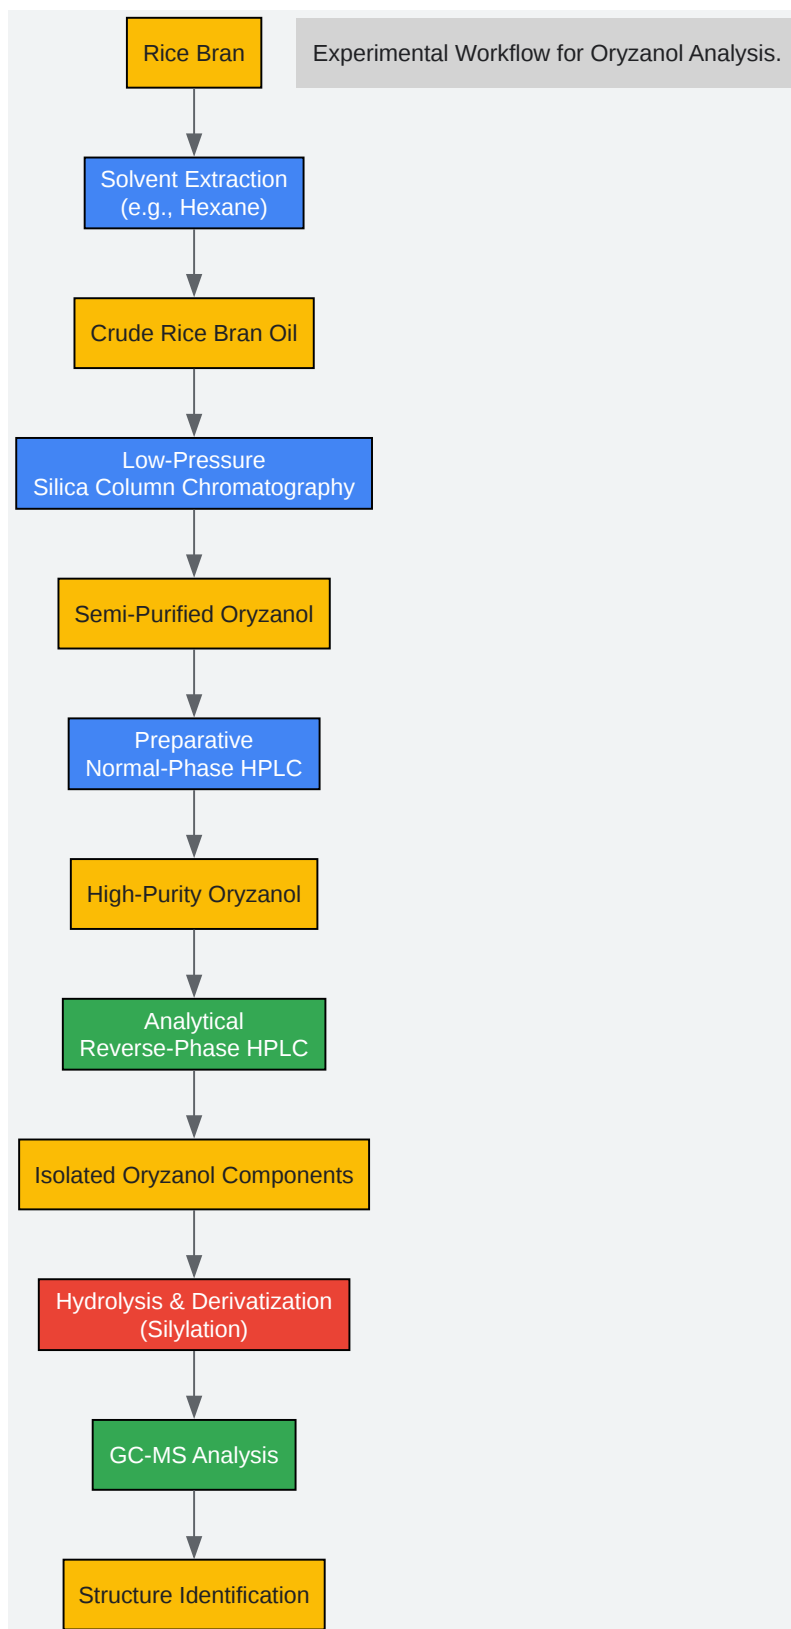 Rice Bran
Experimental Workflow for Oryzanol Analysis.
Solvent Extraction
(e.g., Hexane)
Crude Rice Bran Oil
Low-Pressure
Silica Column Chromatography
Semi-Purified Oryzanol
Preparative
Normal-Phase HPLC
High-Purity Oryzanol
Analytical
Reverse-Phase HPLC
Isolated Oryzanol Components
Hydrolysis & Derivatization
(Silylation)
GC-MS Analysis
Structure Identification